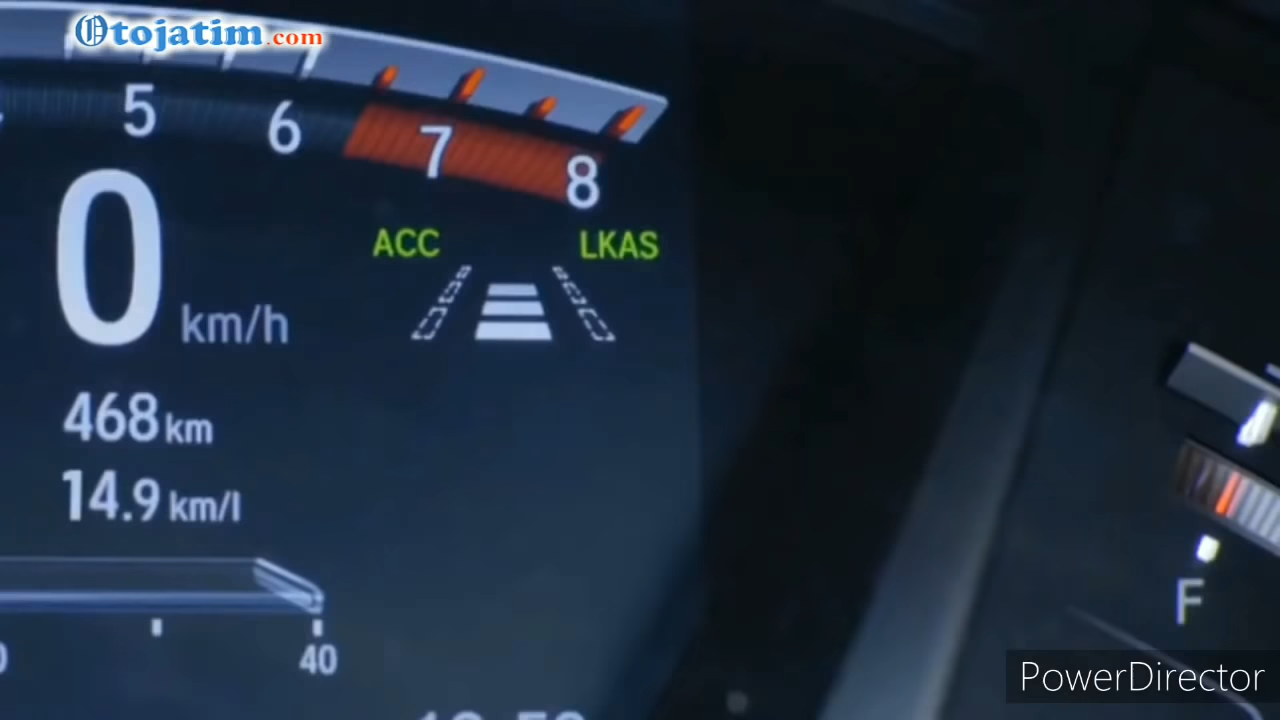 Otojatim.com
5 6 7 8
ACC LKAS
0 km/h
468 km
14.9 km/l
F
40
PowerDirector